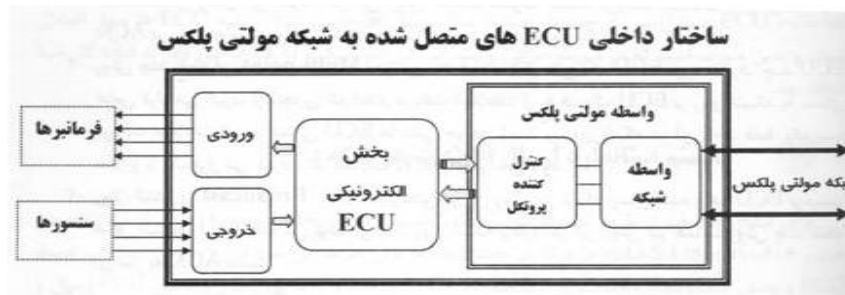 ساختار داخلی ECU های متصل شده به شبکه مولتی پلکس
واسطه مولتی پلکس
فرمانبرها
ورودی
بخش
الکترونیکی
ECU
کنترل
کننده
پروتکل
واسطه
شبکه
که مولتی پلکس
سنسورها
خروجی